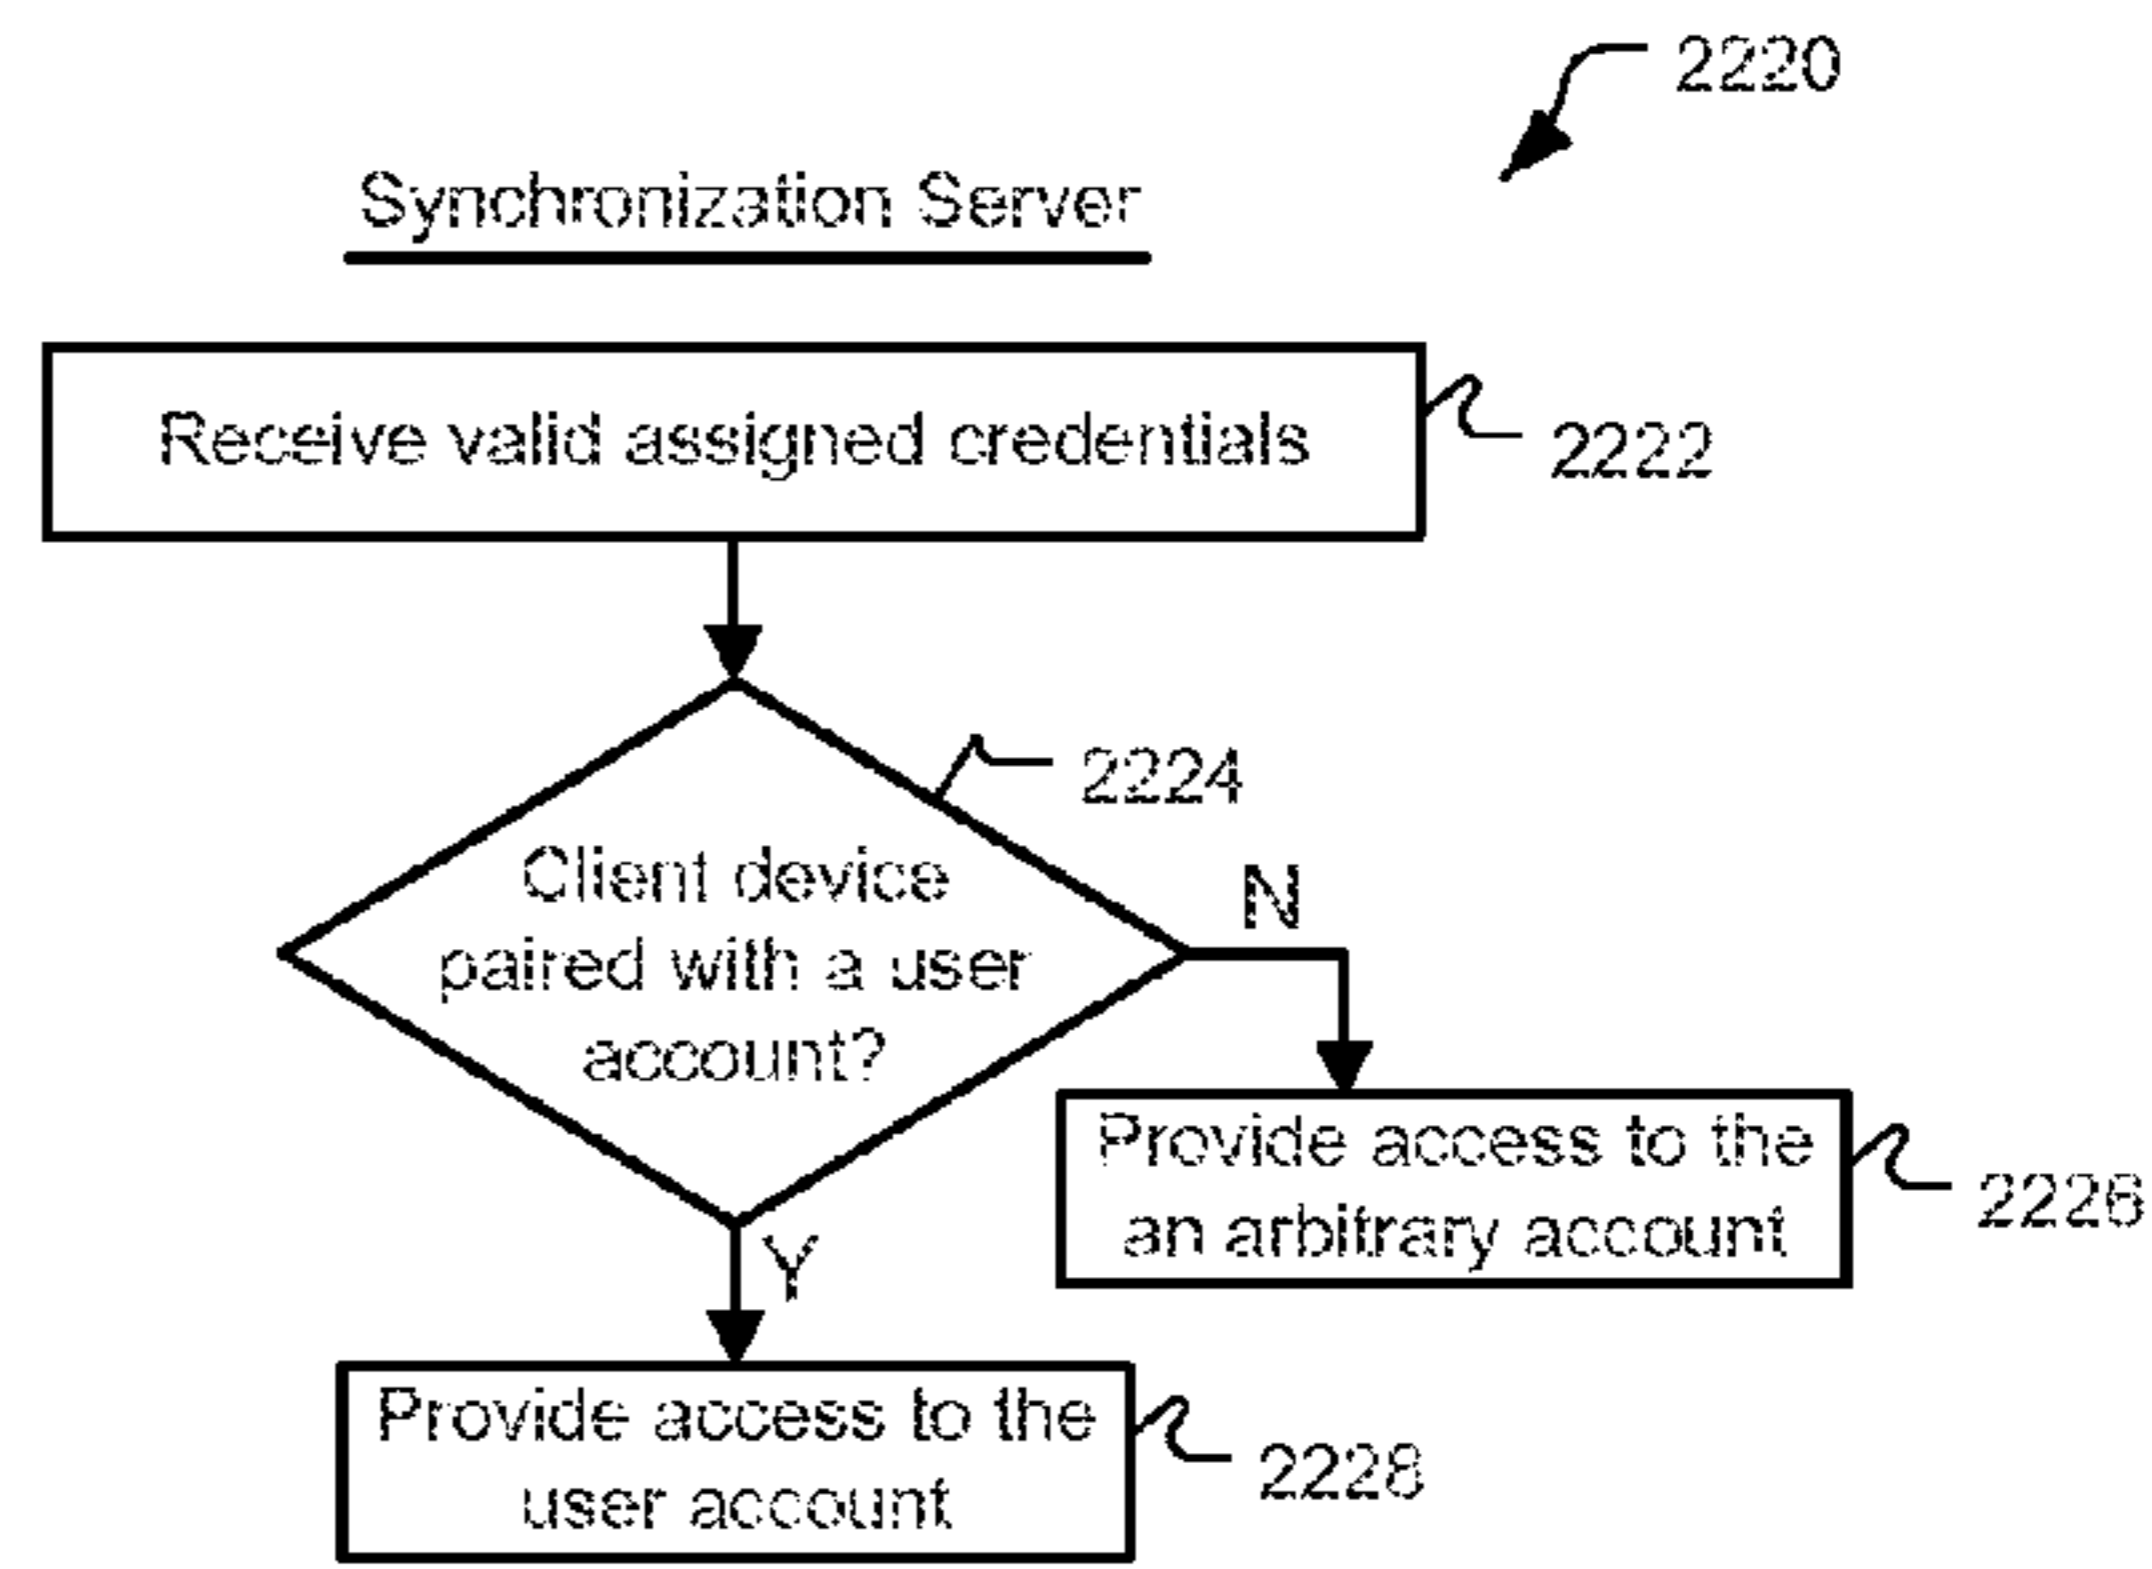 2220
Synchronization Server
Receive valid assigned credentials
2222
2224
Client device
paired with a user
account?
N
Provide access to the
an arbitrary account
2226
Y
Provide access to the
user account
2228